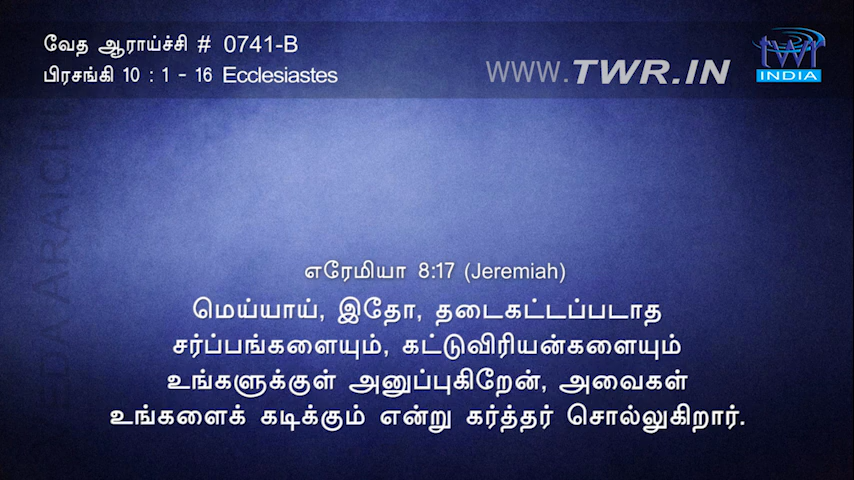 வேத ஆராய்ச்சி # 0741-B
பிரசங்கி 10 : 1 - 16 Ecclesiastes
WWW.TWR.IN
twr
INDIA
VEDA ARAICHI
எரேமியா 8:17 (Jeremiah)
மெய்யாய், இதோ, தடைகட்டப்படாத
சர்ப்பங்களையும், கட்டுவிரியன்களையும்
உங்களுக்குள் அனுப்புகிறேன், அவைகள்
உங்களைக் கடிக்கும் என்று கர்த்தர் சொல்லுகிறார்.